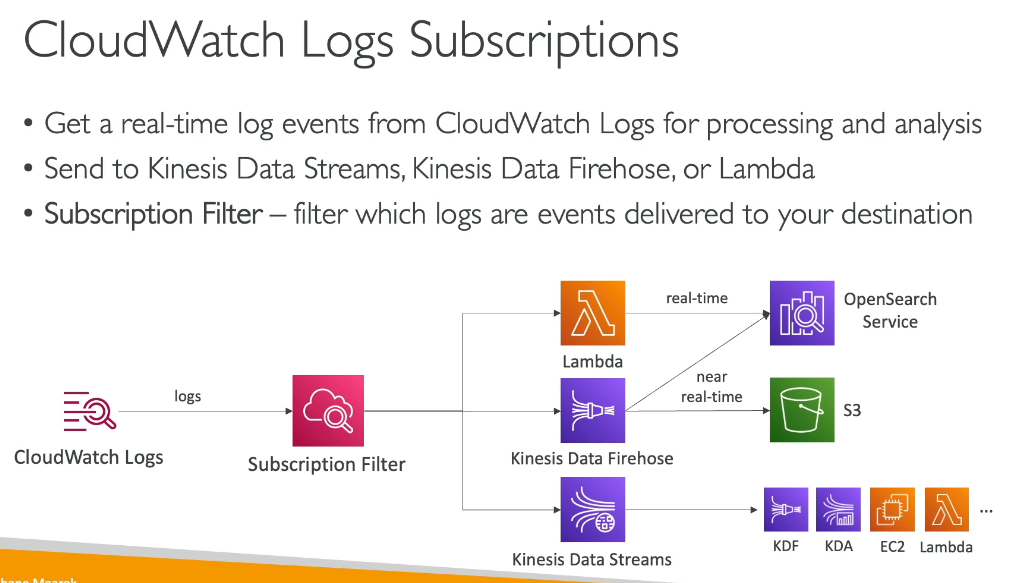 CloudWatch Logs Subscriptions
• Get a real-time log events from CloudWatch Logs for processing and analysis
• Send to Kinesis Data Streams, Kinesis Data Firehose, or Lambda
• Subscription Filter – filter which logs are events delivered to your destination
CloudWatch Logs
logs
Subscription Filter
Lambda
real-time
OpenSearch
Service
Kinesis Data Firehose
near
real-time
S3
Kinesis Data Streams
KDF
KDA
EC2
Lambda
...